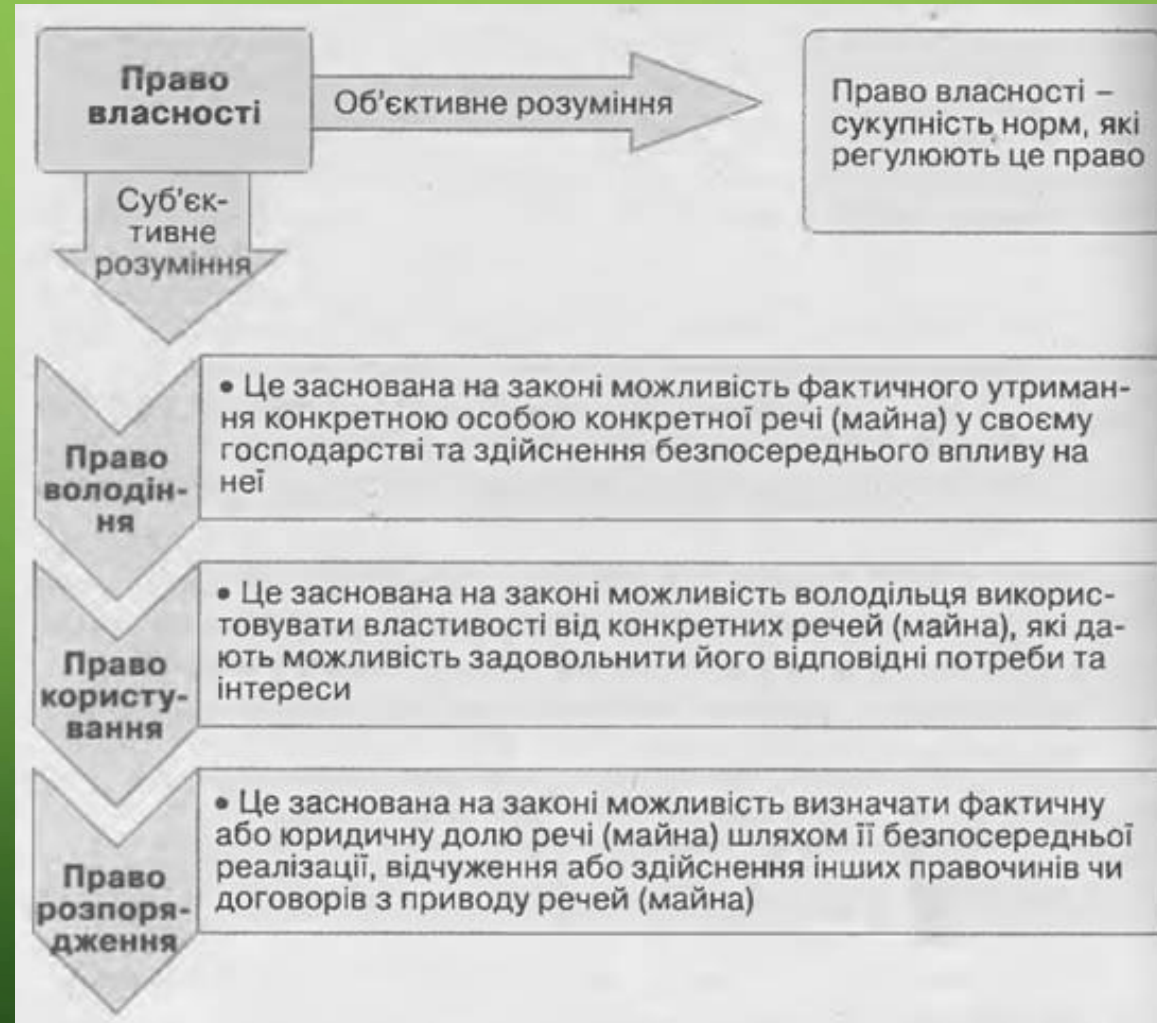 Право
власності
Об'єктивне розуміння
Право власності –
сукупність норм, які
регулюють це право
Суб'єк-
тивне
розуміння
Право
володін-
ня
• Це заснована на законі можливість фактичного утриман-
ня конкретною особою конкретної речі (майна) у своєму
господарстві та здійснення безпосереднього впливу на
неї
Право
користу-
вання
• Це заснована на законі можливість володільця викорис-
товувати властивості від конкретних речей (майна), які да-
ють можливість задовольнити його відповідні потреби та
інтереси
Право
розпоря-
дження
• Це заснована на законі можливість визначати фактичну
або юридичну долю речі (майна) шляхом її безпосередньої
реалізації, відчуження або здійснення інших правочинів чи
договорів з приводу речей (майна)